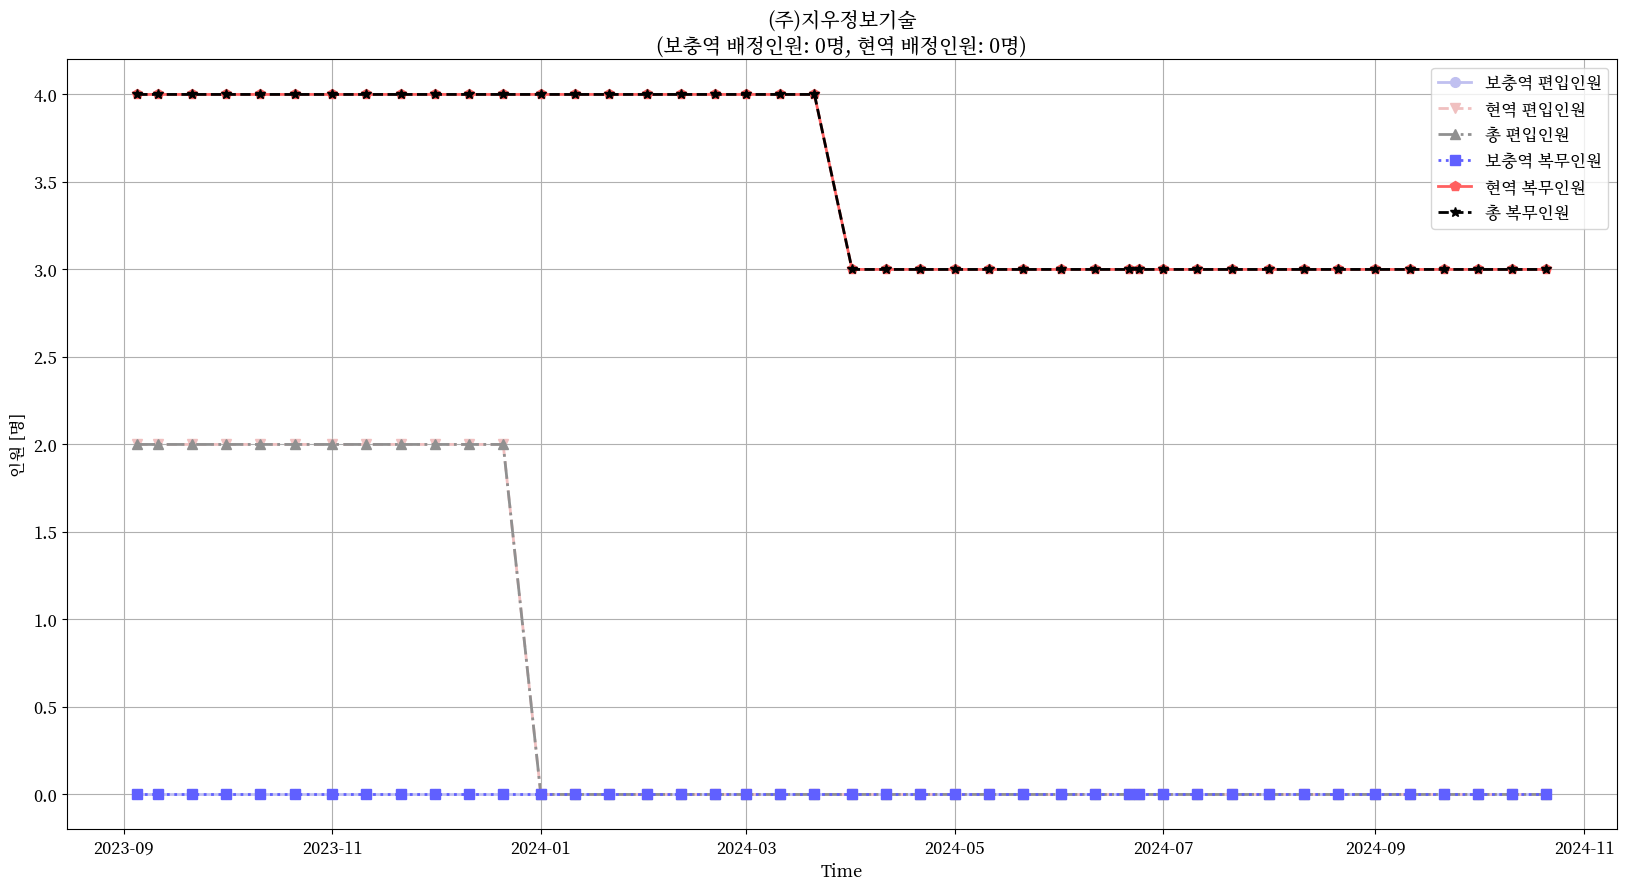 (주)지우정보기술
(보충역 배정인원: 0명, 현역 배정인원: 0명)
보충역 편입인원
현역 편입인원
총 편입인원
보충역 복무인원
현역 복무인원
총 복무인원
인원 [명]
4.0
3.5
3.0
2.5
2.0
1.5
1.0
0.5
0.0
2023-09 2023-11 2024-01 2024-03 2024-05 2024-07 2024-09 2024-11
Time